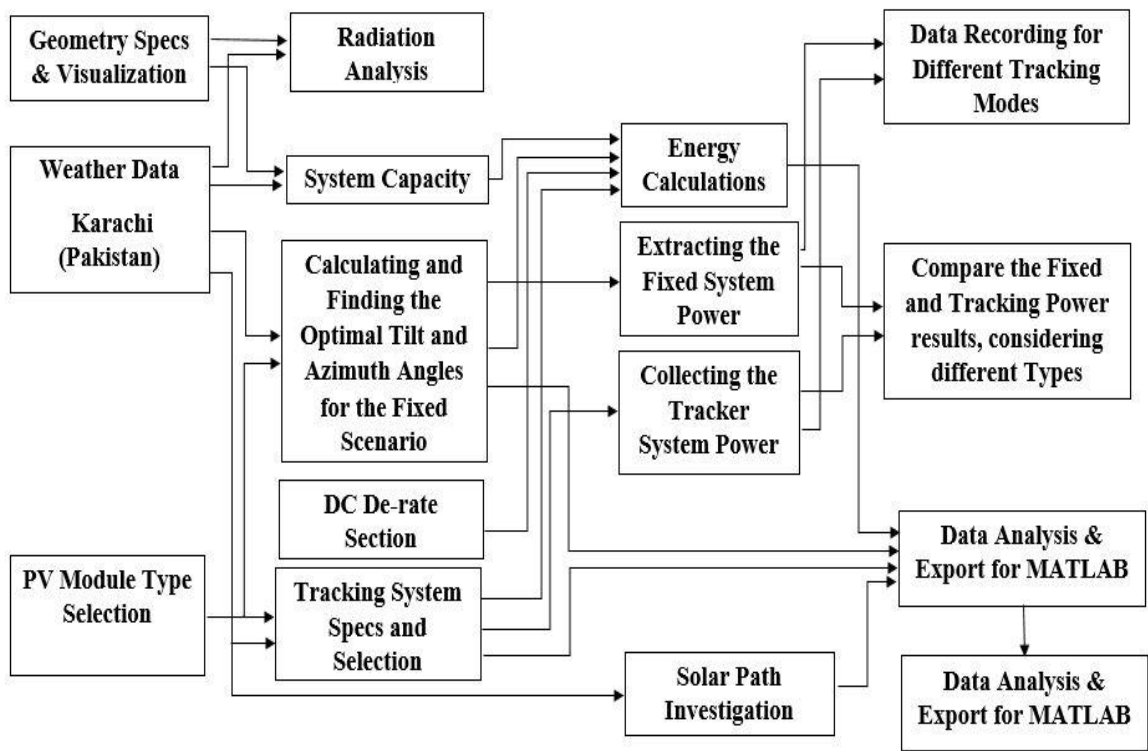 Geometry Specs
& Visualization
Radiation
Analysis
Data Recording for
Different Tracking
Modes
Weather Data
Karachi
(Pakistan)
System Capacity
Energy
Calculations
Calculating and
Finding the
Optimal Tilt and
Azimuth Angles
for the Fixed
Scenario
Extracting the
Fixed System
Power
Compare the Fixed
and Tracking Power
results, considering
different Types
Collecting the
Tracker
System Power
DC De-rate
Section
PV Module Type
Selection
Tracking System
Specs and
Selection
Data Analysis &
Export for MATLAB
Solar Path
Investigation
Data Analysis &
Export for MATLAB